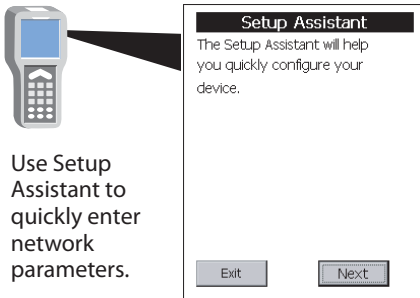 Setup Assistant
The Setup Assistant will help
you quickly configure your
device.
Exit
Next
Use Setup
Assistant to
quickly enter
network
parameters.